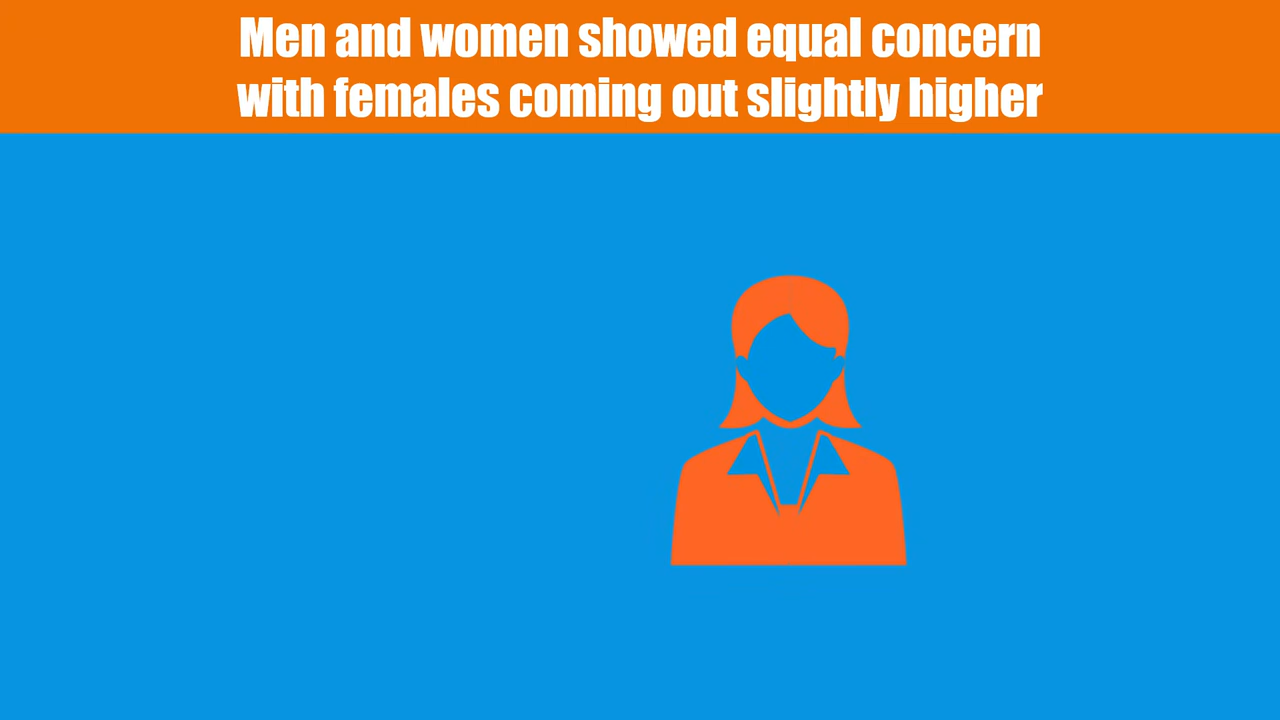 Men and women showed equal concern
with females coming out slightly higher